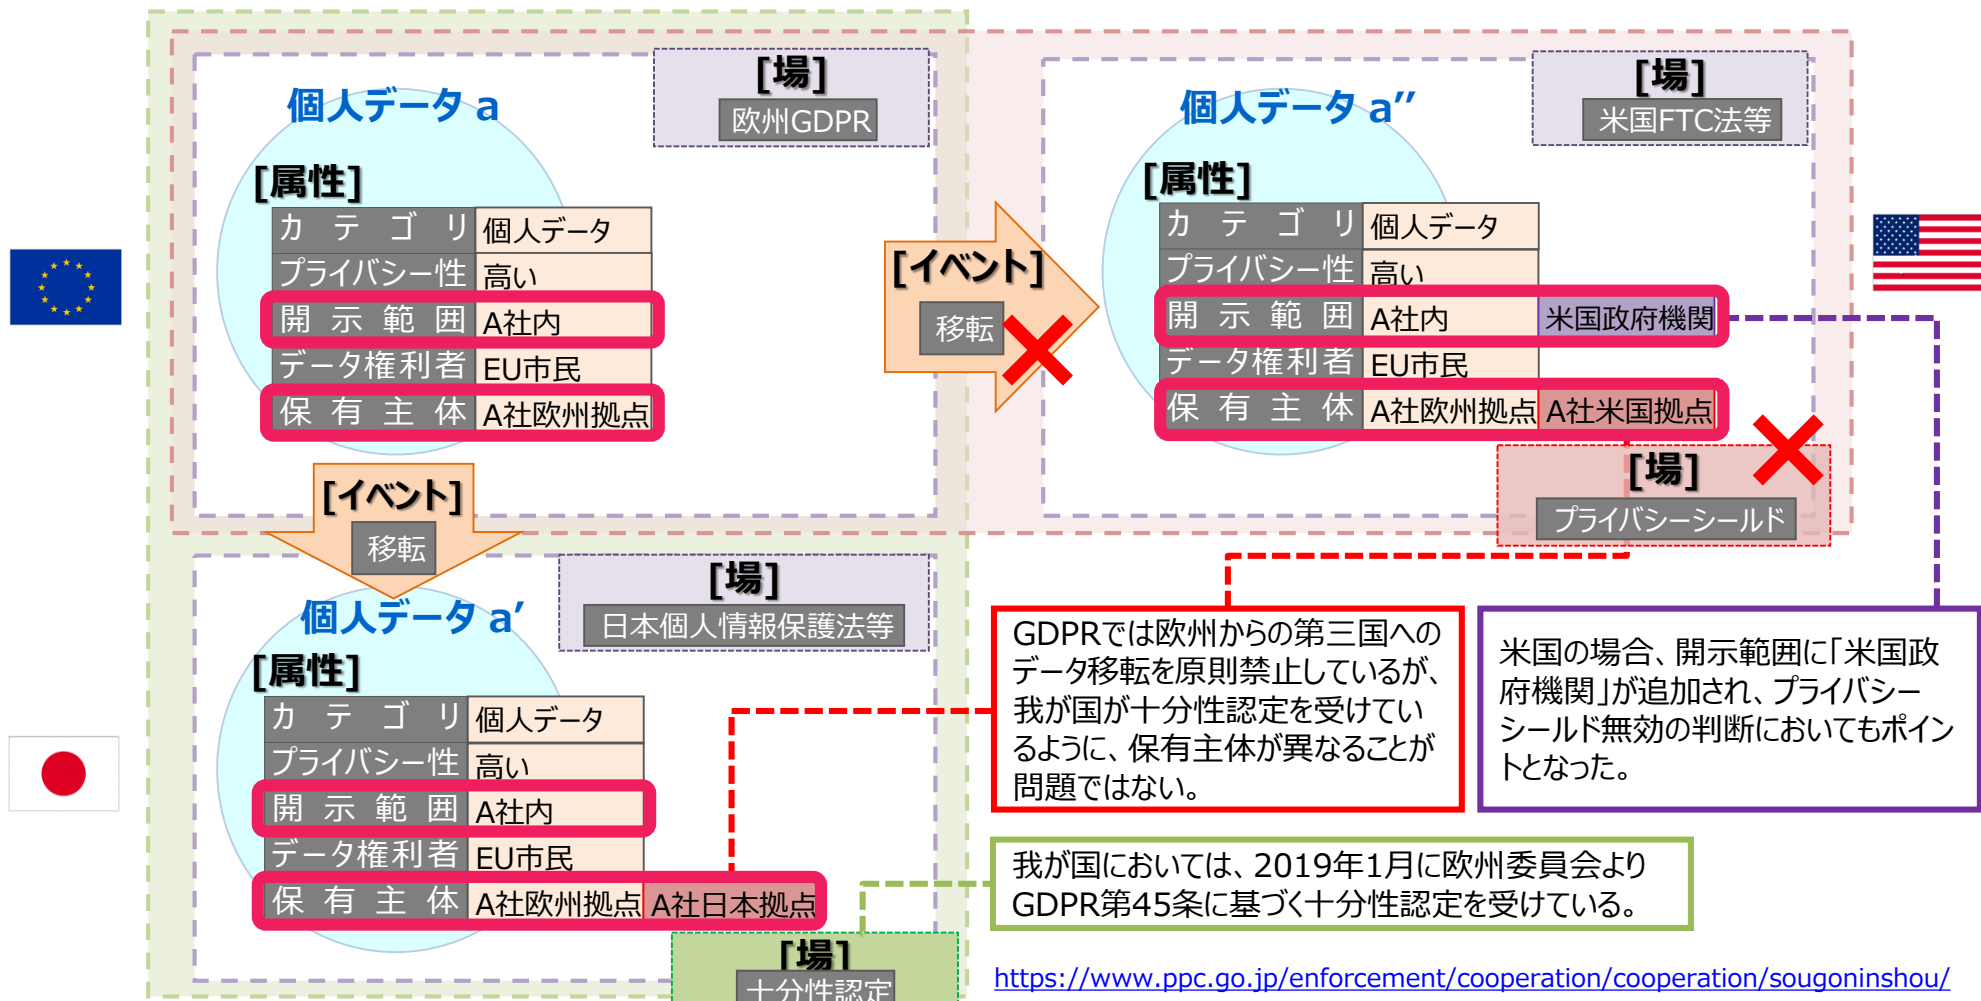 [場]
欧州GDPR
個人データ a
[属性]
カテゴリ 個人データ
プライバシー性 高い
開示範囲 A社内
データ権利者 EU市民
保有主体 A社欧州拠点
[イベント]
移転
[場]
米国FTC法等
個人データ a′′
[属性]
カテゴリ 個人データ
プライバシー性 高い
開示範囲 A社内 米国政府機関
データ権利者 EU市民
保有主体 A社欧州拠点 A社米国拠点
[場]
プライバシーシールド
[イベント]
移転
[場]
日本個人情報保護法等
個人データ a′
[属性]
カテゴリ 個人データ
プライバシー性 高い
開示範囲 A社内
データ権利者 EU市民
保有主体 A社欧州拠点 A社日本拠点
[場]
十分性認定
GDPRでは欧州からの第三国への
データ移転を原則禁止しているが、
我が国が十分性認定を受けてい
るように、保有主体が異なることが
問題ではない。
米国の場合、開示範囲に「米国政
府機関」が追加され、プライバシー
シールド無効の判断においてもポイン
トとなった。
我が国においては、2019年1月に欧州委員会より
GDPR第45条に基づく十分性認定を受けている。
https://www.ppc.go.jp/enforcement/cooperation/cooperation/sougoninshou/